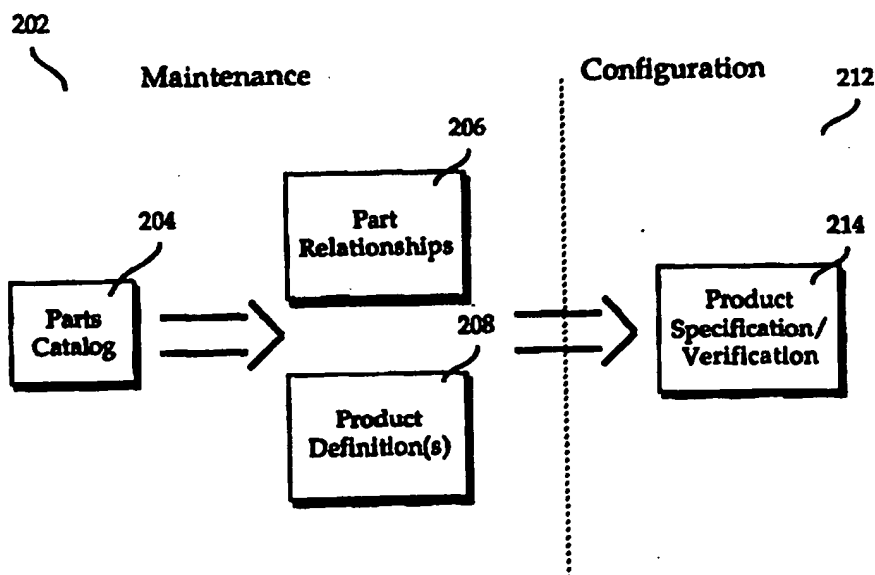 202
Maintenance
Configuration
212
206
Part
Relationships
204
Parts
Catalog
214
Product
Specification/
Verification
208
Product
Definition(s)